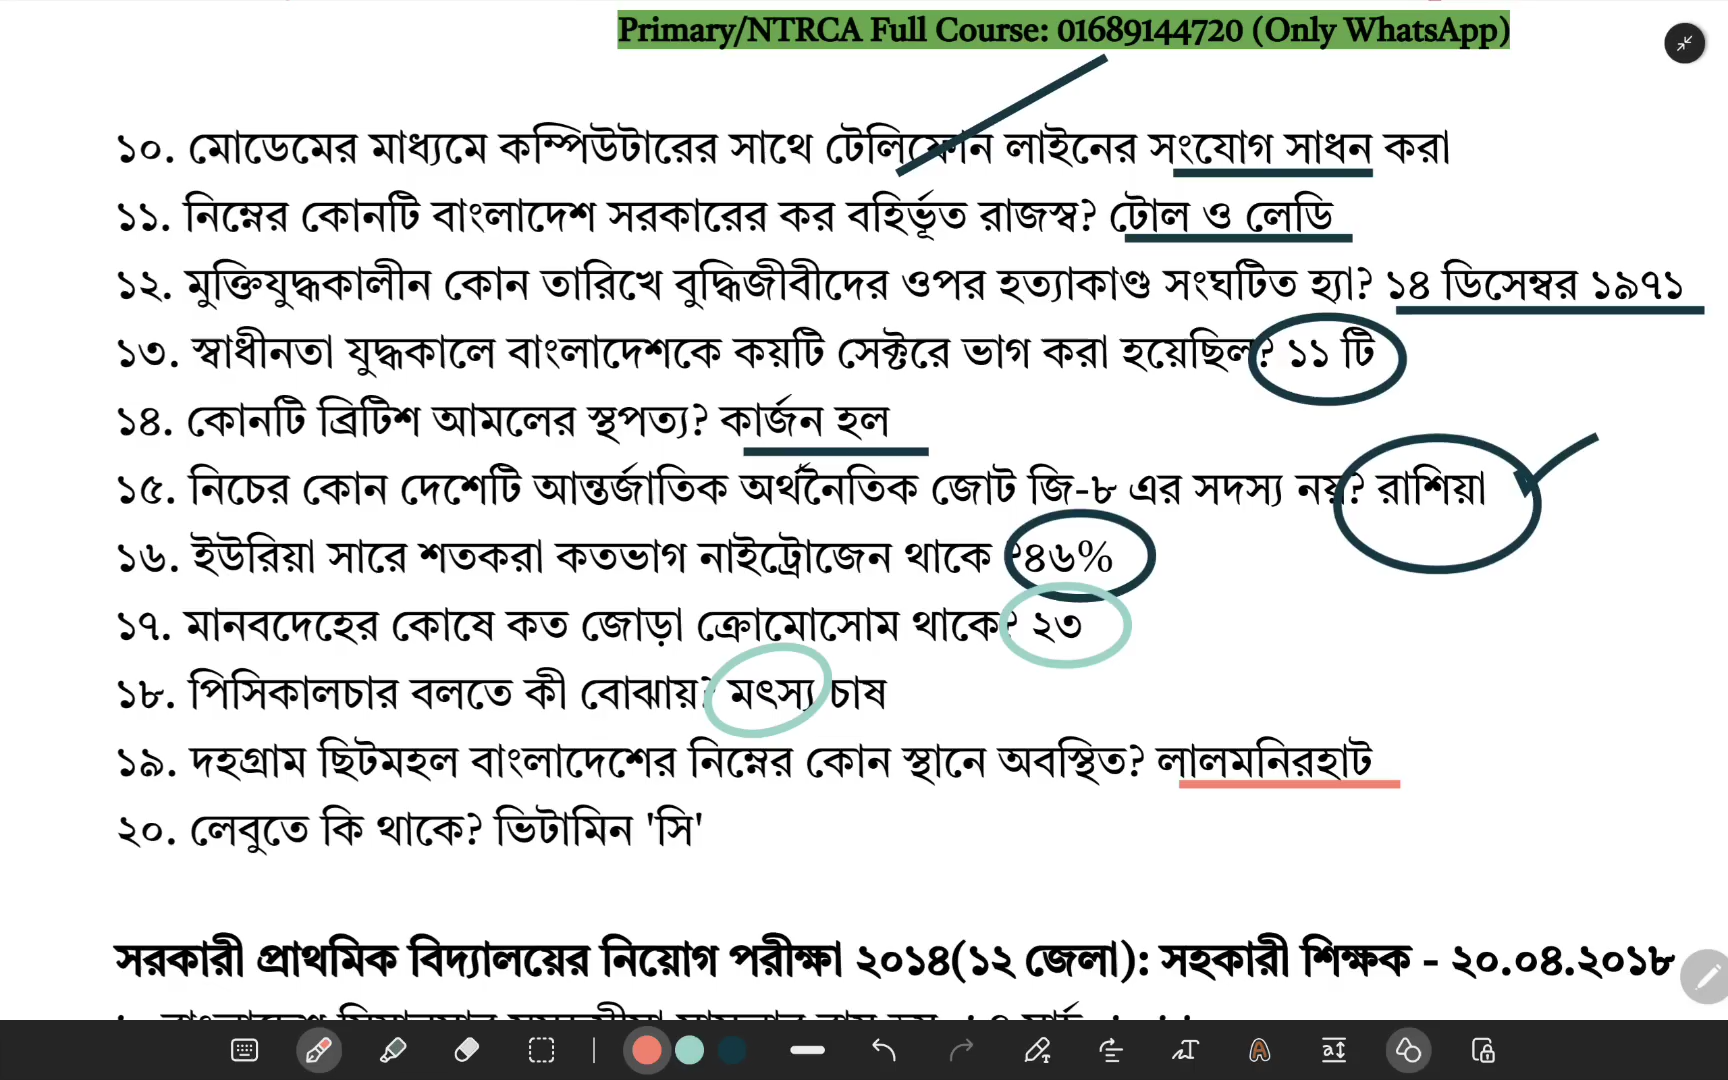 Primary/NTRCA Full Course: 01689144720 (Only WhatsApp)
১০. মোডেমের মাধ্যমে কম্পিউটারের সাথে টেলিফোন লাইনের সংযোগ সাধন করা
১১. নিম্নের কোনটি বাংলাদেশ সরকারের কর বহির্ভূত রাজস্ব? টোল ও লেডি
১২. মুক্তিযুদ্ধকালীন কোন তারিখে বুদ্ধিজীবীদের ওপর হত্যাকাণ্ড সংঘটিত হ্যা? ১৪ ডিসেম্বর ১৯৭১
১৩. স্বাধীনতা যুদ্ধকালে বাংলাদেশকে কয়টি সেক্টরে ভাগ করা হয়েছিল? ১১ টি
১৪. কোনটি ব্রিটিশ আমলের স্থপত্য? কার্জন হল
১৫. নিচের কোন দেশেটি আন্তর্জাতিক অর্থনৈতিক জোট জি-৮ এর সদস্য নয়? রাশিয়া
১৬. ইউরিয়া সারে শতকরা কতভাগ নাইট্রোজেন থাকে ?৪৬%
১৭. মানবদেহের কোষে কত জোড়া ক্রোমোসোম থাকে? ২৩
১৮. পিসিকালচার বলতে কী বোঝায়? মৎস্য চাষ
১৯. দহগ্রাম ছিটমহল বাংলাদেশের নিম্নের কোন স্থানে অবস্থিত? লালমনিরহাট
২০. লেবুতে কি থাকে? ভিটামিন 'সি'
সরকারী প্রাথমিক বিদ্যালয়ের নিয়োগ পরীক্ষা ২০১৪(১২ জেলা): সহকারী শিক্ষক - ২০.০৪.২০১৮